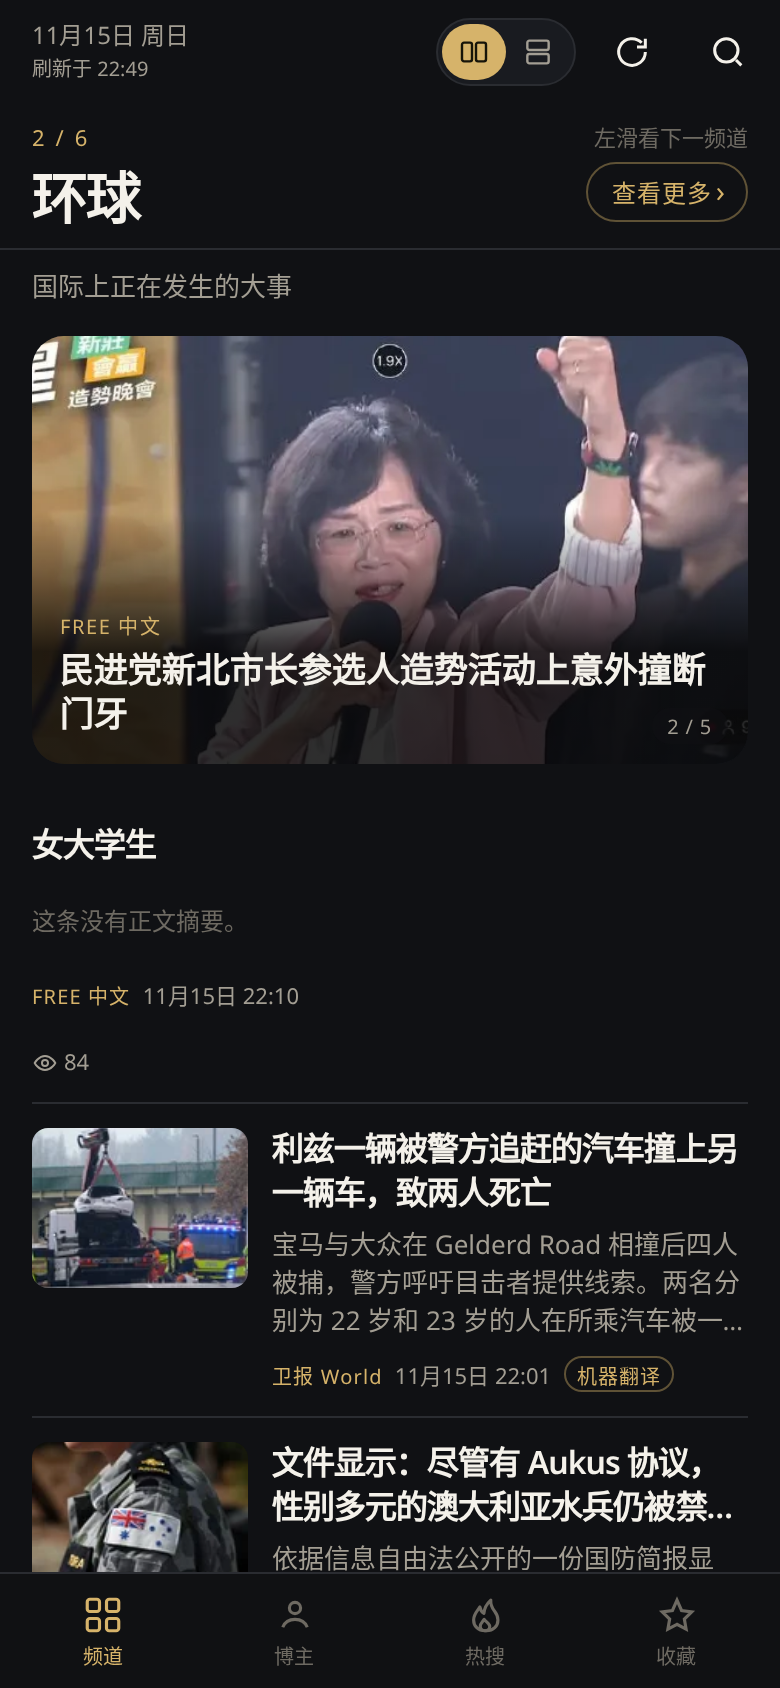 11月15日 周日
刷新于 22:49
2 / 6
左滑看下一频道
环球
查看更多 ›
国际上正在发生的大事
新莊
會贏
造勢晚會
1.9X
FREE 中文
民进党新北市长参选人造势活动上意外撞断
门牙
2 / 5
女大学生
这条没有正文摘要。
FREE 中文 11月15日 22:10
84
利兹一辆被警方追赶的汽车撞上另
一辆车，致两人死亡
宝马与大众在 Gelderd Road 相撞后四人
被捕，警方呼吁目击者提供线索。两名分
别为 22 岁和 23 岁的人在所乘汽车被一...
卫报 World 11月15日 22:01 机器翻译
文件显示：尽管有 Aukus 协议，
性别多元的澳大利亚水兵仍被禁...
AUSTRALIA
依据信息自由法公开的一份国防简报显
频道
博主
热搜
收藏